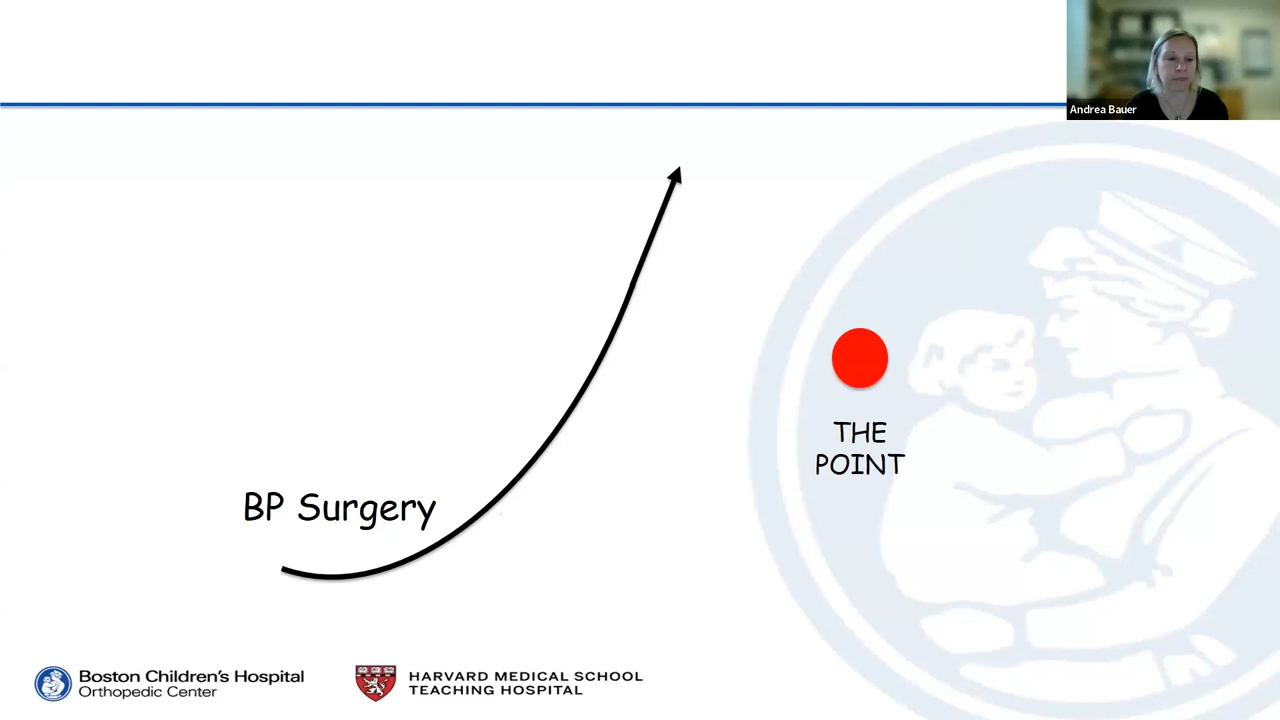 Andrea Bauer
BP Surgery
THE
POINT
Boston Children's Hospital
Orthopedic Center
HARVARD MEDICAL SCHOOL
TEACHING HOSPITAL